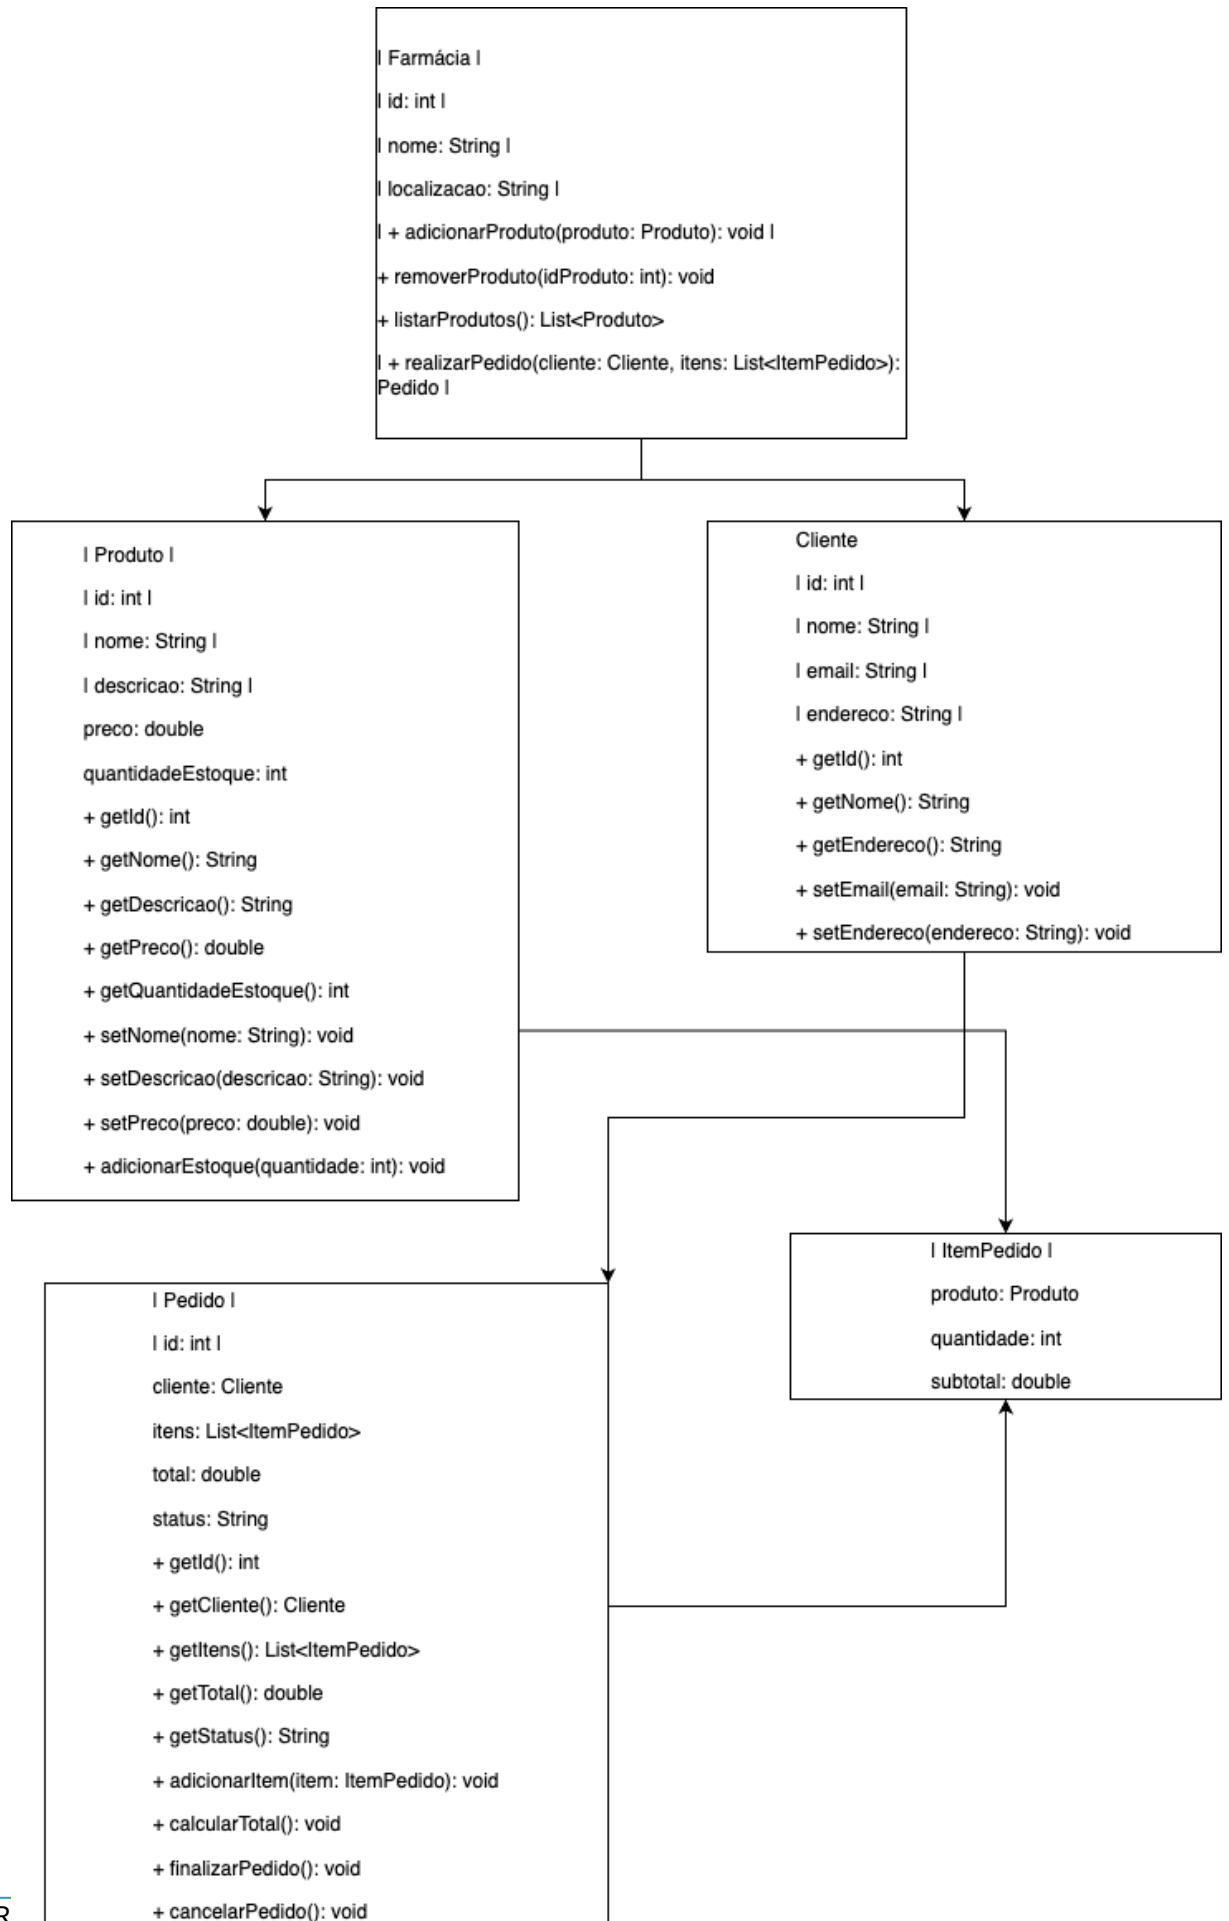 | Farmácia |
| id: int |
| nome: String |
| localizacao: String |
| + adicionarProduto(produto: Produto): void |
+ removerProduto(idProduto: int): void
+ listarProdutos(): List<Produto>
| + realizarPedido(cliente: Cliente, itens: List<ItemPedido>):
Pedido |
| Produto |
| id: int |
| nome: String |
| descricao: String |
preco: double
quantidadeEstoque: int
+ getId(): int
+ getNome(): String
+ getDescricao(): String
+ getPreco(): double
+ getQuantidadeEstoque(): int
+ setNome(nome: String): void
+ setDescricao(descricao: String): void
+ setPreco(preco: double): void
+ adicionarEstoque(quantidade: int): void
Cliente
| id: int |
| nome: String |
| email: String |
| endereco: String |
+ getId(): int
+ getNome(): String
+ getEndereco(): String
+ setEmail(email: String): void
+ setEndereco(endereco: String): void
| ItemPedido |
produto: Produto
quantidade: int
subtotal: double
| Pedido |
| id: int |
cliente: Cliente
itens: List<ItemPedido>
total: double
status: String
+ getId(): int
+ getCliente(): Cliente
+ getItens(): List<ItemPedido>
+ getTotal(): double
+ getStatus(): String
+ adicionarItem(item: ItemPedido): void
+ calcularTotal(): void
+ finalizarPedido(): void
+ cancelarPedido(): void
R